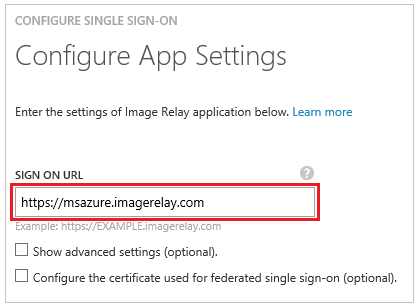 CONFIGURE SINGLE SIGN-ON
Configure App Settings
Enter the settings of Image Relay application below. Learn more
SIGN ON URL
?
https://msazure.imagerelay.com
Example: https://EXAMPLE.imagerelay.com
Show advanced settings (optional).
Configure the certificate used for federated single sign-on (optional).